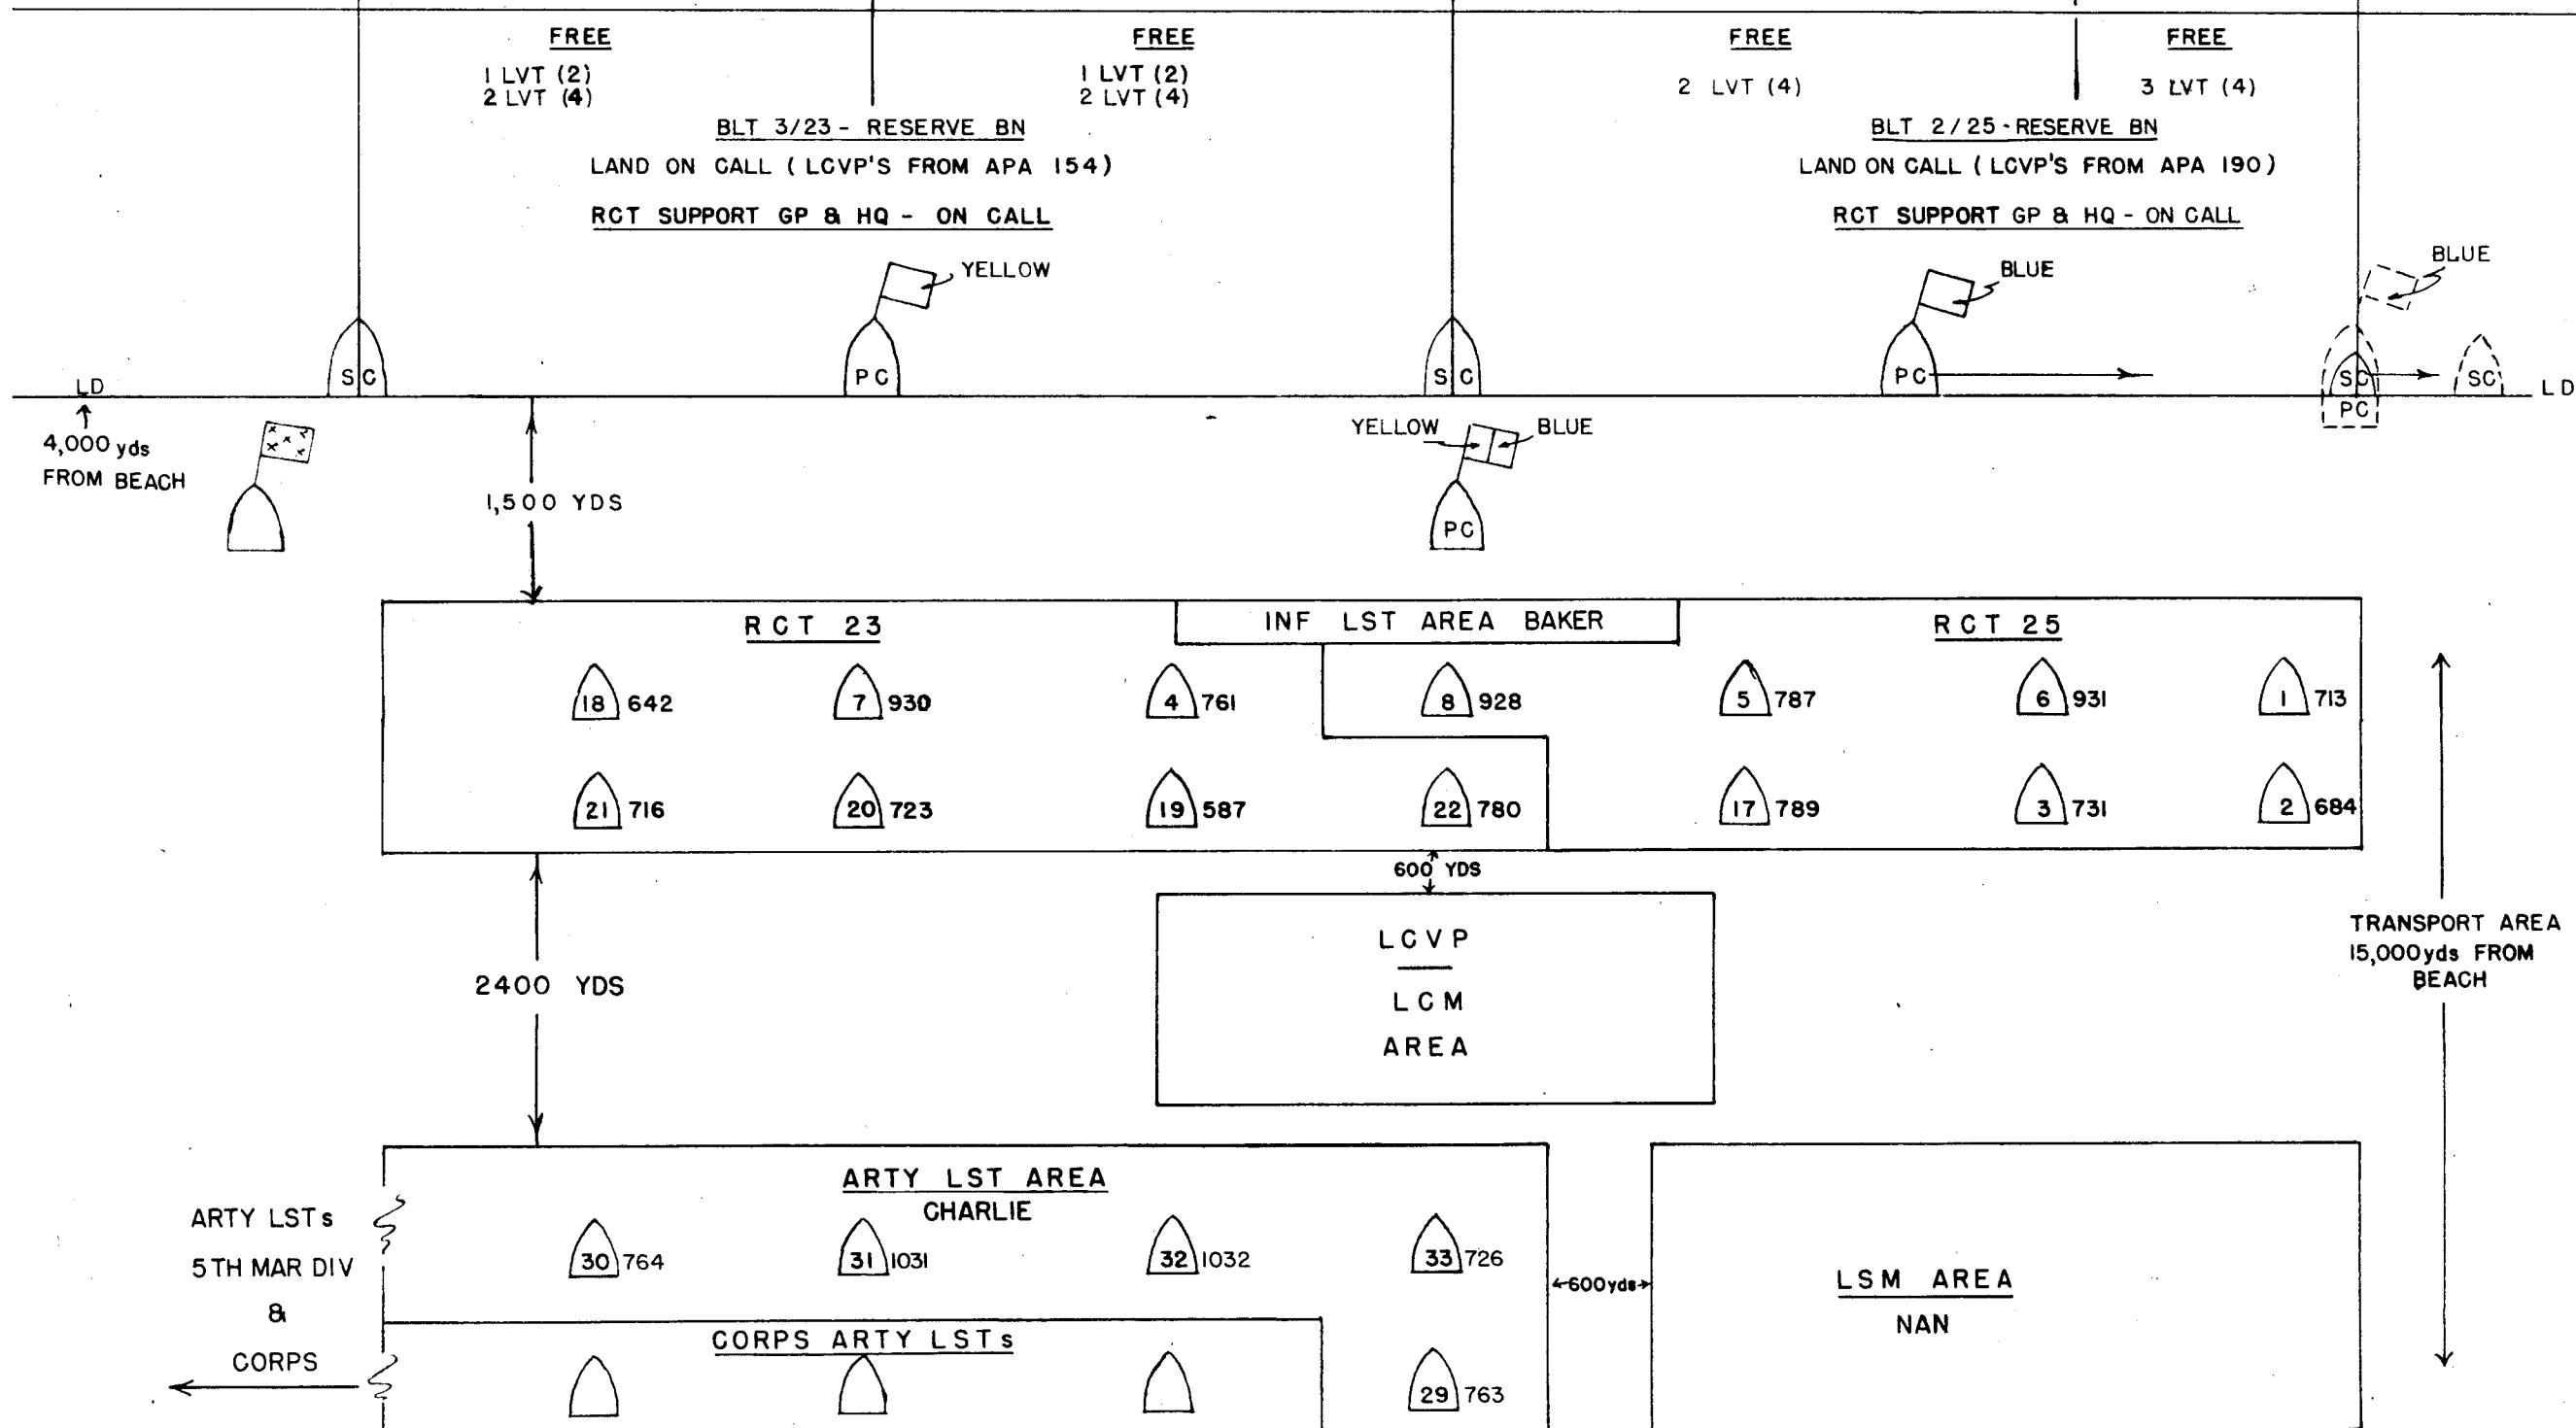 FREE
1 LVT (2)
2 LVT (4)
FREE
1 LVT (2)
2 LVT (4)
FREE
2 LVT (4)
FREE
3 LVT (4)
BLT 3/23 - RESERVE BN
LAND ON CALL (LCVP'S FROM APA 154)
RCT SUPPORT GP & HQ - ON CALL
BLT 2/25 - RESERVE BN
LAND ON CALL (LCVP'S FROM APA 190)
RCT SUPPORT GP & HQ - ON CALL
YELLOW
BLUE
BLUE
LD
SC
PC
SC
PC
SC
SC
LD
PC
4,000 yds
FROM BEACH
YELLOW
BLUE
PC
1,500 YDS
RCT 23
INF LST AREA BAKER
RCT 25
18 642
7 930
4 761
8 928
5 787
6 931
1 713
21 716
20 723
19 587
22 780
17 789
3 731
2 684
600 YDS
2400 YDS
LCVP
LCM
AREA
TRANSPORT AREA
15,000 yds FROM
BEACH
ARTY LSTs
5TH MAR DIV
&
CORPS
ARTY LST AREA
CHARLIE
30 764
31 1031
32 1032
33 726
600 yds
LSM AREA
NAN
CORPS ARTY LSTs
29 763